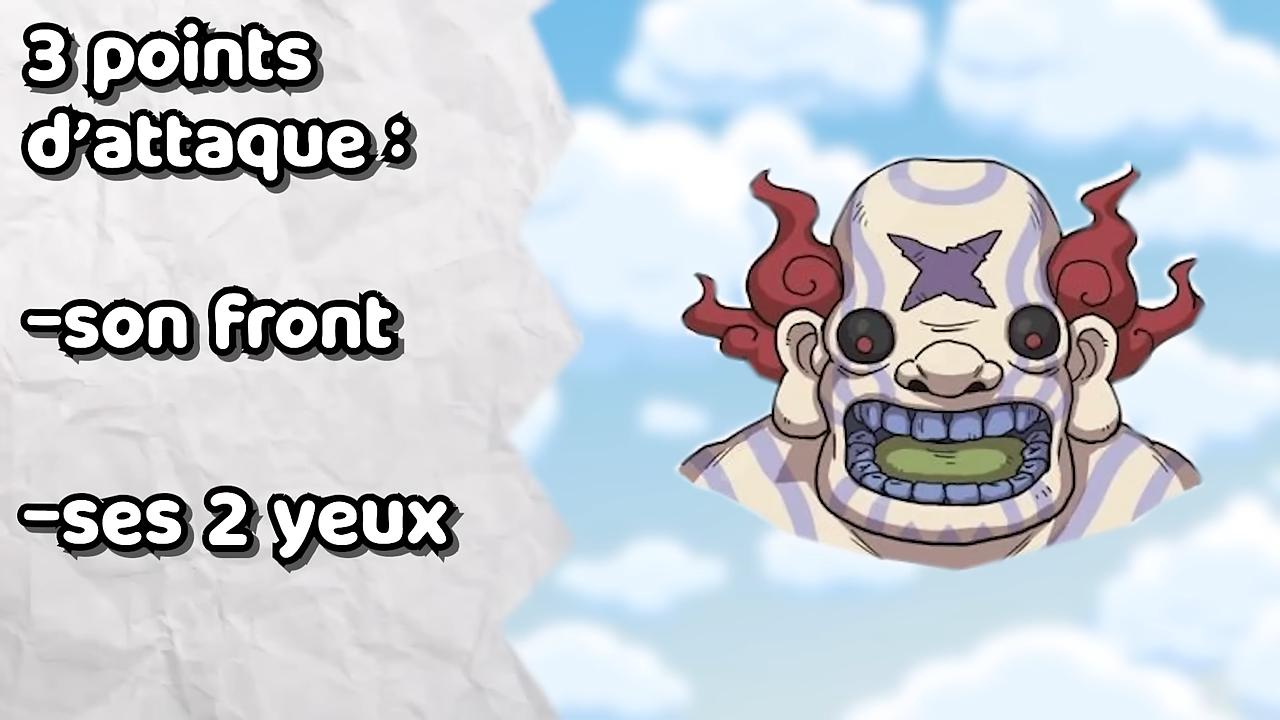 3 points
d'attaque :
-son front
-ses 2 yeux